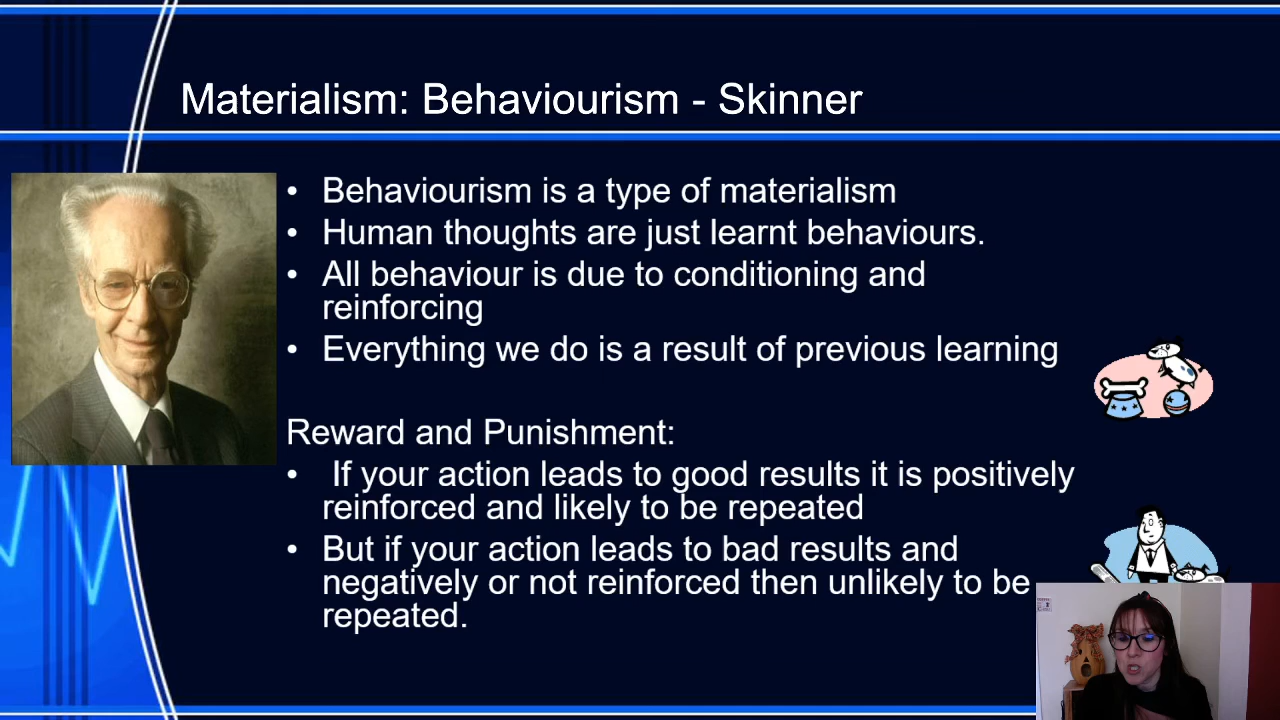 Materialism: Behaviourism - Skinner
• Behaviourism is a type of materialism
• Human thoughts are just learnt behaviours.
• All behaviour is due to conditioning and
reinforcing
• Everything we do is a result of previous learning
Reward and Punishment:
• If your action leads to good results it is positively
reinforced and likely to be repeated
• But if your action leads to bad results and
negatively or not reinforced then unlikely to be
repeated.